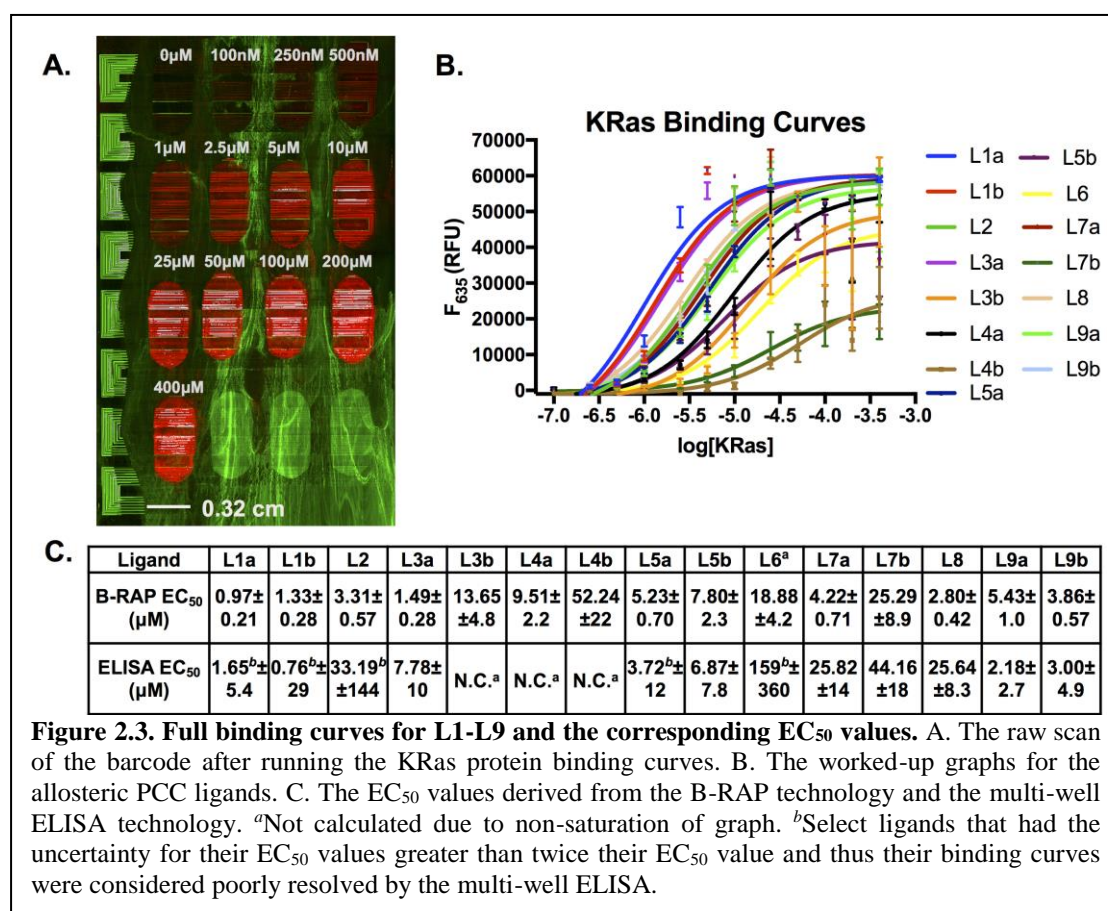 A.
0µM 100nM 250nM 500nM
1µM 2.5µM 5µM 10µM
25µM 50µM 100µM 200µM
400µM
0.32 cm
B.
KRas Binding Curves
F635 (RFU)
70000
60000
50000
40000
30000
20000
10000
0
-7.0 -6.5 -6.0 -5.5 -5.0 -4.5 -4.0 -3.5 -3.0
log[KRas]
L1a
L1b
L2
L3a
L3b
L4a
L4b
L5a
L5b
L6
L7a
L7b
L8
L9a
L9b
C.
Ligand L1a L1b L2 L3a L3b L4a L4b L5a L5b L6ᵃ L7a L7b L8 L9a L9b
B-RAP EC₅₀ (µM) 0.97±0.21 1.33±0.28 3.31±0.57 1.49±0.28 13.65±4.8 9.51±2.2 52.24±22 5.23±0.70 7.80±2.3 18.88±4.2 4.22±0.71 25.29±8.9 2.80±0.42 5.43±1.0 3.86±0.57
ELISA EC₅₀ (µM) 1.65ᵇ±5.4 0.76ᵇ±29 33.19ᵇ±144 7.78±10 N.C.ᵃ N.C.ᵃ N.C.ᵃ 3.72ᵇ±12 6.87±7.8 159ᵇ±360 25.82±14 44.16±18 25.64±8.3 2.18±2.7 3.00±4.9
Figure 2.3. Full binding curves for L1-L9 and the corresponding EC₅₀ values. A. The raw scan
of the barcode after running the KRas protein binding curves. B. The worked-up graphs for the
allosteric PCC ligands. C. The EC₅₀ values derived from the B-RAP technology and the multi-well
ELISA technology. ᵃNot calculated due to non-saturation of graph. ᵇSelect ligands that had the
uncertainty for their EC₅₀ values greater than twice their EC₅₀ value and thus their binding curves
were considered poorly resolved by the multi-well ELISA.